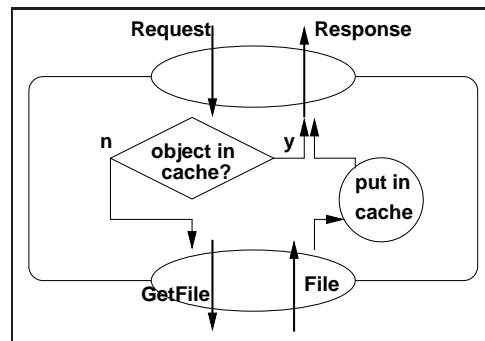 Request
Response
n
y
object in
cache?
put in
cache
GetFile
File